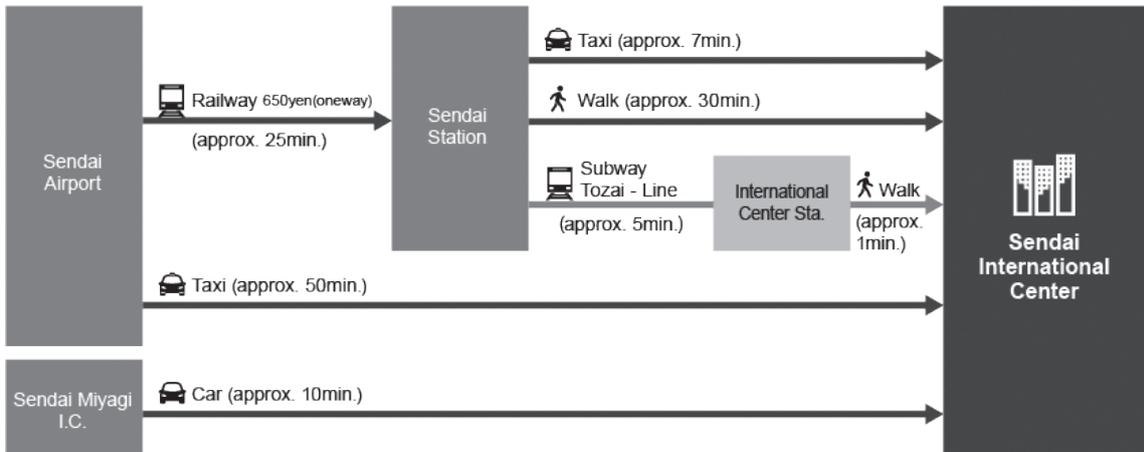 Sendai
Airport
Railway 650yen(oneway)
(approx. 25min.)
Sendai
Station
Taxi (approx. 7min.)
Walk (approx. 30min.)
Subway
Tozai - Line
(approx. 5min.)
International
Center Sta.
Walk
(approx.
1min.)
Taxi (approx. 50min.)
Sendai Miyagi
I.C.
Car (approx. 10min.)
Sendai
International
Center